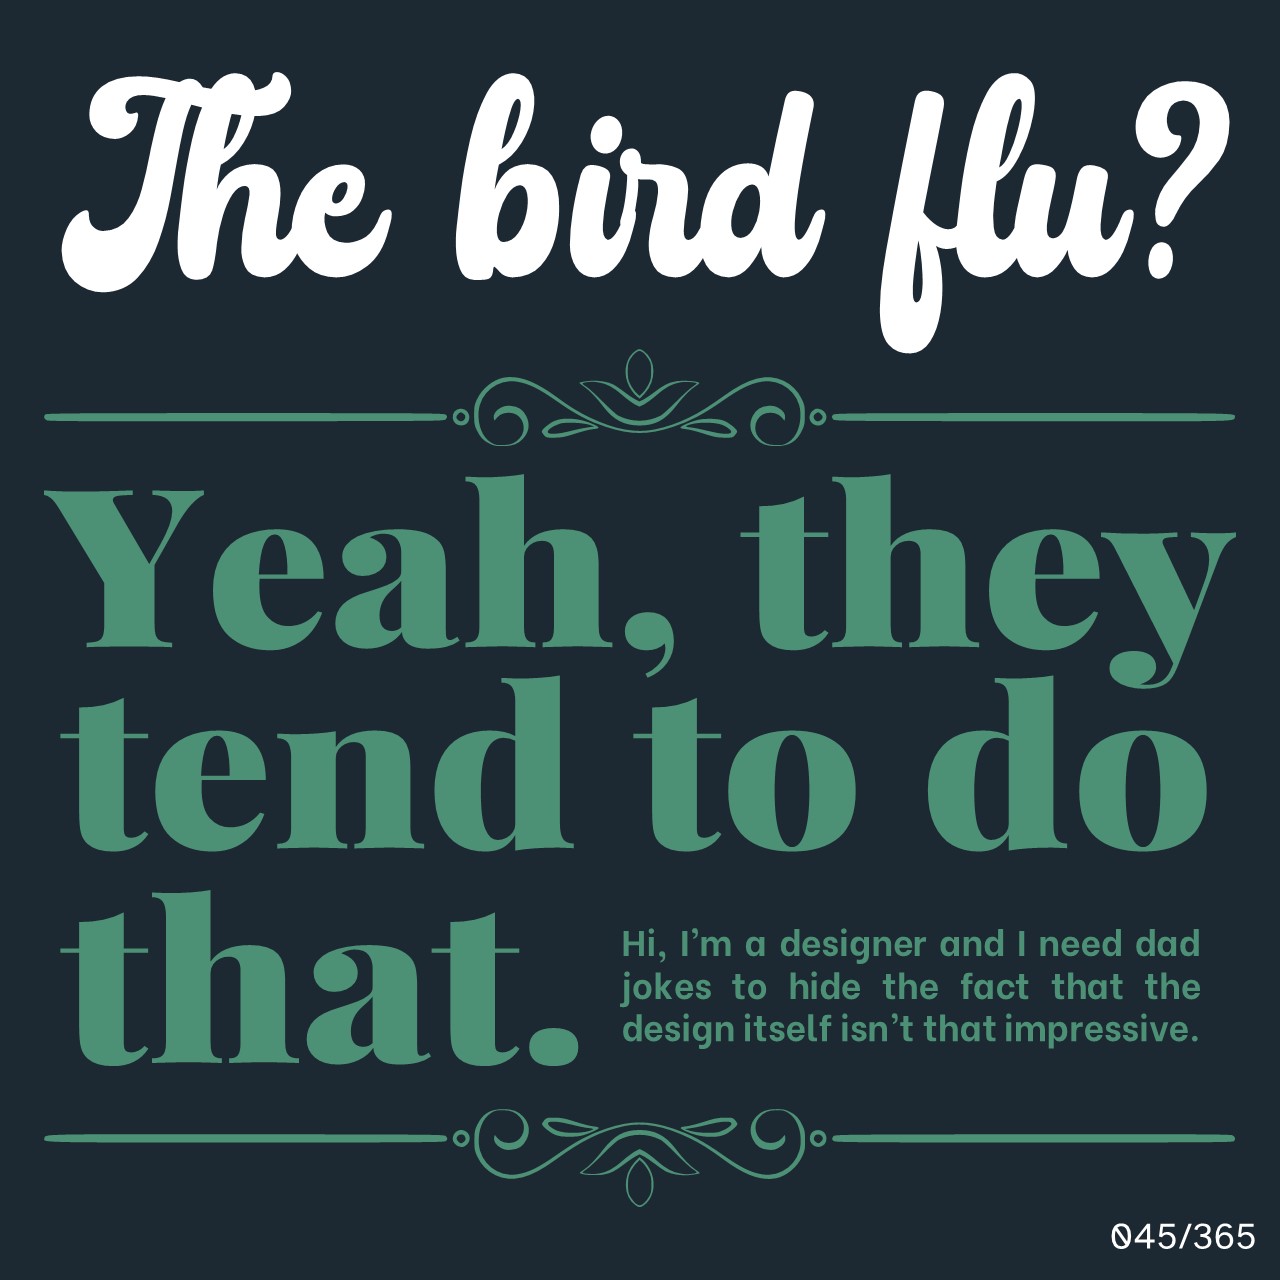 The bird flu?
Yeah, they
tend to do
that.
Hi, I’m a designer and I need dad
jokes to hide the fact that the
design itself isn’t that impressive.
045/365